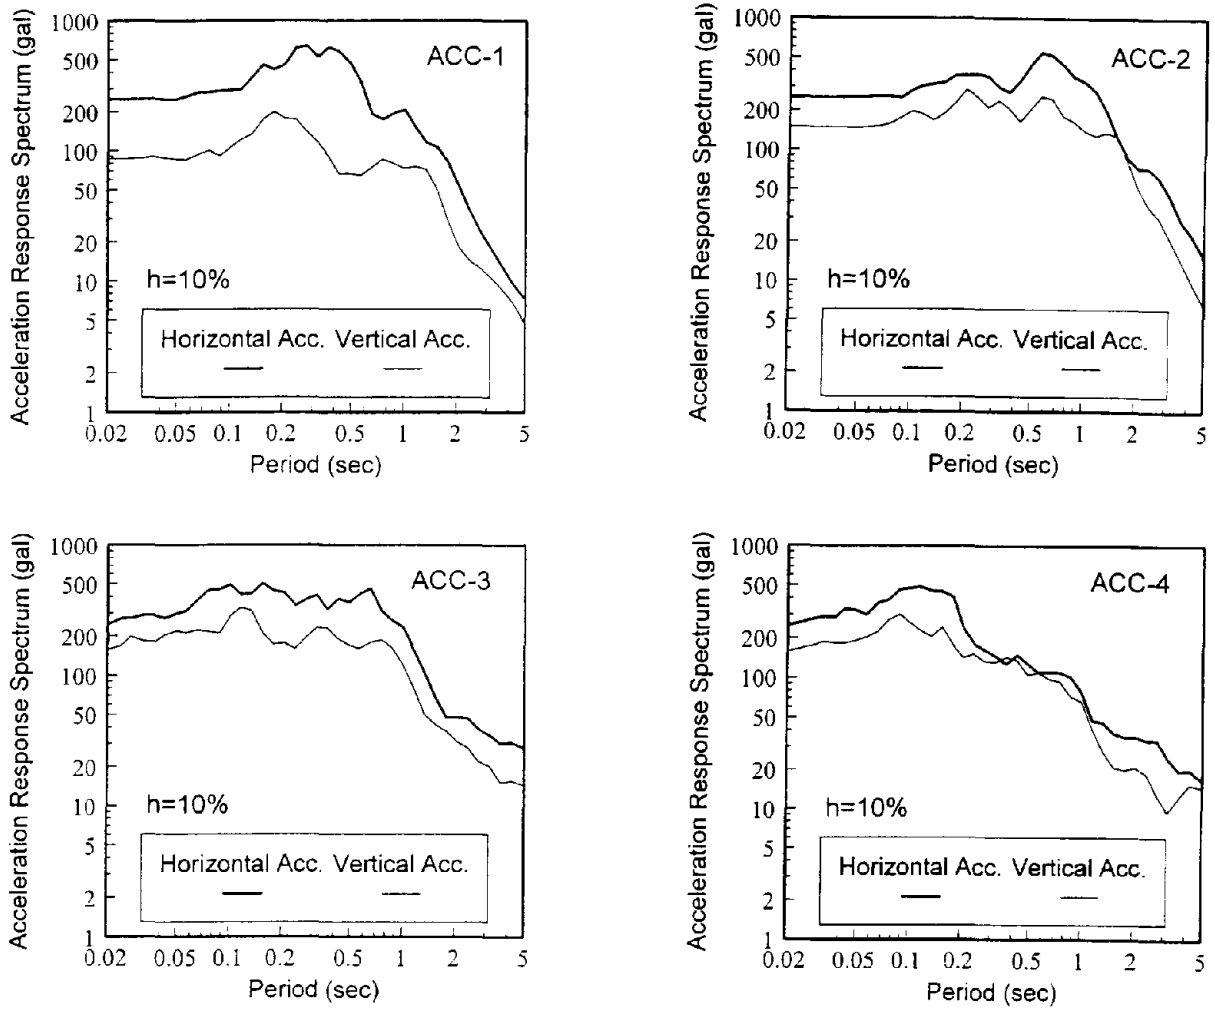 Acceleration Response Spectrum (gal)
1000
500
200
100
50
20
10
5
2
1
ACC-1
h=10%
Horizontal Acc. Vertical Acc.
0.02 0.05 0.1 0.2 0.5 1 2 5
Period (sec)
Acceleration Response Spectrum (gal)
1000
500
200
100
50
20
10
5
2
1
ACC-2
h=10%
Horizontal Acc. Vertical Acc.
0.02 0.05 0.1 0.2 0.5 1 2 5
Period (sec)
Acceleration Response Spectrum (gal)
1000
500
200
100
50
20
10
5
2
1
ACC-3
h=10%
Horizontal Acc. Vertical Acc.
0.02 0.05 0.1 0.2 0.5 1 2 5
Period (sec)
Acceleration Response Spectrum (gal)
1000
500
200
100
50
20
10
5
2
1
ACC-4
h=10%
Horizontal Acc. Vertical Acc.
0.02 0.05 0.1 0.2 0.5 1 2 5
Period (sec)